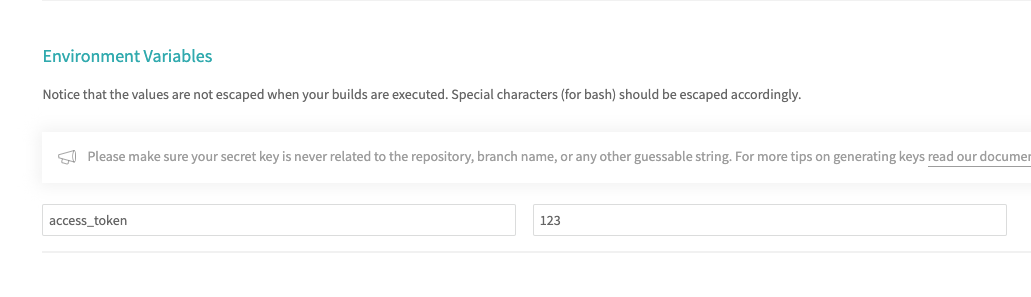 Environment Variables
Notice that the values are not escaped when your builds are executed. Special characters (for bash) should be escaped accordingly.
Please make sure your secret key is never related to the repository, branch name, or any other guessable string. For more tips on generating keys read our
access_token 123